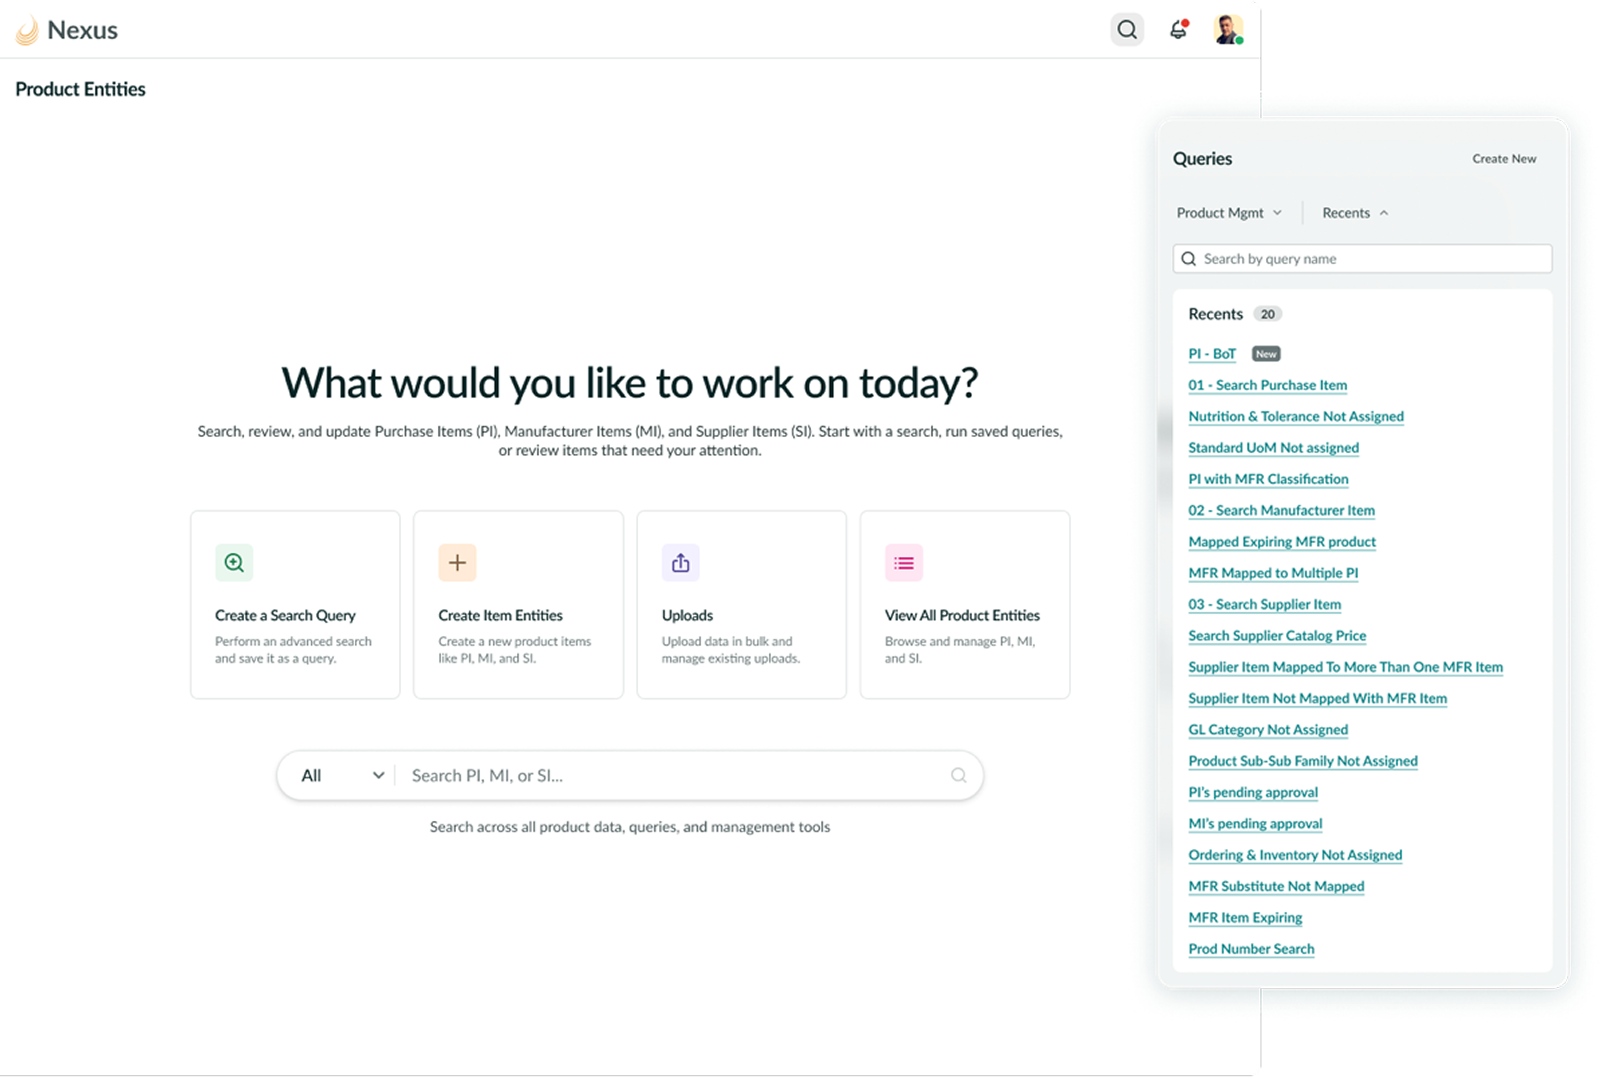 Nexus
Product Entities
What would you like to work on today?
Search, review, and update Purchase Items (PI), Manufacturer Items (MI), and Supplier Items (SI). Start with a search, run saved queries,
or review items that need your attention.
Create a Search Query
Perform an advanced search
and save it as a query.
Create Item Entities
Create a new product items
like PI, MI, and SI.
Uploads
Upload data in bulk and
manage existing uploads.
View All Product Entities
Browse and manage PI, MI,
and SI.
All
Search PI, MI, or SI...
Search across all product data, queries, and management tools
Queries
Create New
Product Mgmt
Recents
Search by query name
Recents 20
PI - BoT New
01 - Search Purchase Item
Nutrition & Tolerance Not Assigned
Standard UoM Not assigned
PI with MFR Classification
02 - Search Manufacturer Item
Mapped Expiring MFR product
MFR Mapped to Multiple PI
03 - Search Supplier Item
Search Supplier Catalog Price
Supplier Item Mapped To More Than One MFR Item
Supplier Item Not Mapped With MFR Item
GL Category Not Assigned
Product Sub-Sub Family Not Assigned
PI's pending approval
MI's pending approval
Ordering & Inventory Not Assigned
MFR Substitute Not Mapped
MFR Item Expiring
Prod Number Search